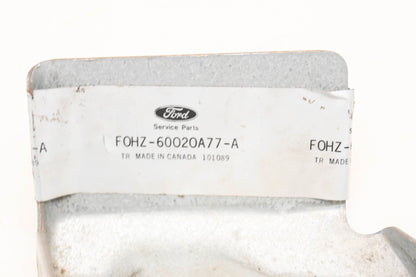 Ford
Service Parts
FOHZ-60020A77-A
TR MADE IN CANADA 101089
-A
FOHZ-
TR MADE